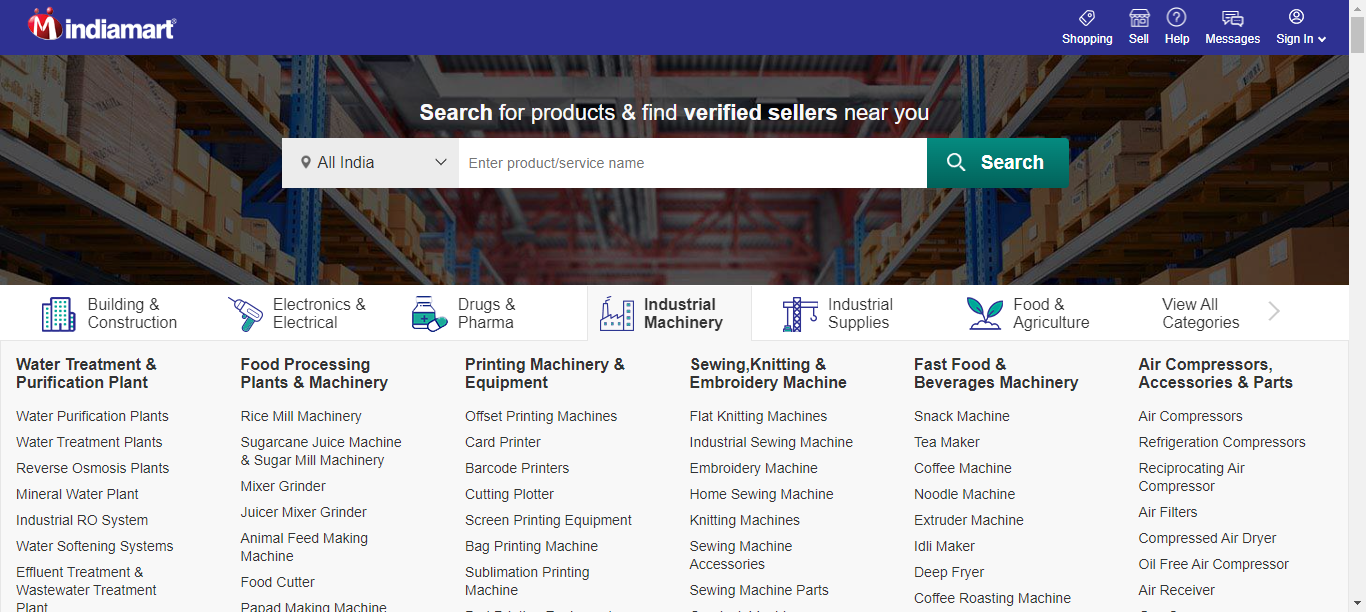 indiamart
Shopping
Sell
Help
Messages
Sign In
Search for products & find verified sellers near you
All India
Enter product/service name
Search
Building &
Construction
Electronics &
Electrical
Drugs &
Pharma
Industrial
Machinery
Industrial
Supplies
Food &
Agriculture
View All
Categories
Water Treatment &
Purification Plant
Water Purification Plants
Water Treatment Plants
Reverse Osmosis Plants
Mineral Water Plant
Industrial RO System
Water Softening Systems
Effluent Treatment &
Wastewater Treatment
Plant
Food Processing
Plants & Machinery
Rice Mill Machinery
Sugarcane Juice Machine
& Sugar Mill Machinery
Mixer Grinder
Juicer Mixer Grinder
Animal Feed Making
Machine
Food Cutter
Papad Making Machine
Printing Machinery &
Equipment
Offset Printing Machines
Card Printer
Barcode Printers
Cutting Plotter
Screen Printing Equipment
Bag Printing Machine
Sublimation Printing
Machine
Sewing,Knitting &
Embroidery Machine
Flat Knitting Machines
Industrial Sewing Machine
Embroidery Machine
Home Sewing Machine
Knitting Machines
Sewing Machine
Accessories
Sewing Machine Parts
Fast Food &
Beverages Machinery
Snack Machine
Tea Maker
Coffee Machine
Noodle Machine
Extruder Machine
Idli Maker
Deep Fryer
Coffee Roasting Machine
Air Compressors,
Accessories & Parts
Air Compressors
Refrigeration Compressors
Reciprocating Air
Compressor
Air Filters
Compressed Air Dryer
Oil Free Air Compressor
Air Receiver